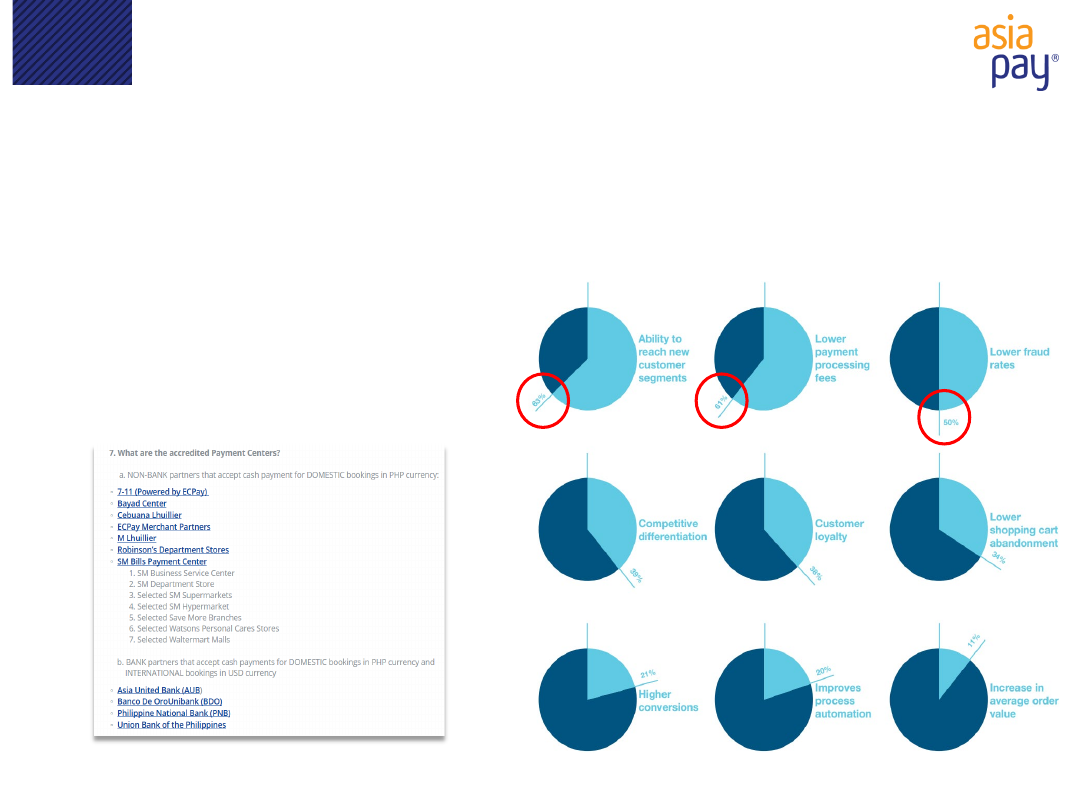 asia
pay®
Ability to
reach new
customer
segments
63%
Lower
payment
processing
fees
61%
Lower fraud
rates
50%
7. What are the accredited Payment Centers?
a. NON-BANK partners that accept cash payment for DOMESTIC bookings in PHP currency:
7-11 (Powered by ECPay)
Bayad Center
Cebuana Lhuillier
ECPay Merchant Partners
M Lhuillier
Robinson's Department Stores
SM Bills Payment Center
1. SM Business Service Center
2. SM Department Store
3. Selected SM Supermarkets
4. Selected SM Hypermarket
5. Selected Save More Branches
6. Selected Watsons Personal Cares Stores
7. Selected Waltermart Malls
b. BANK partners that accept cash payments for DOMESTIC bookings in PHP currency and
INTERNATIONAL bookings in USD currency
Asia United Bank (AUB)
Banco De OroUnibank (BDO)
Philippine National Bank (PNB)
Union Bank of the Philippines
Competitive
differentiation
39%
Customer
loyalty
38%
Lower
shopping cart
abandonment
34%
21%
Higher
conversions
20%
Improves
process
automation
11%
Increase in
average order
value